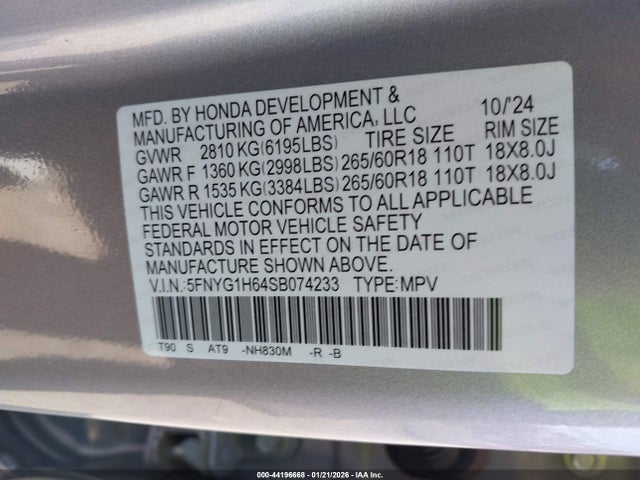 MFD. BY HONDA DEVELOPMENT & 10/'24
MANUFACTURING OF AMERICA, LLC
GVWR 2810 KG(6195LBS) TIRE SIZE RIM SIZE
GAWR F 1360 KG(2998LBS) 265/60R18 110T 18X8.0J
GAWR R 1535 KG(3384LBS) 265/60R18 110T 18X8.0J
THIS VEHICLE CONFORMS TO ALL APPLICABLE
FEDERAL MOTOR VEHICLE SAFETY
STANDARDS IN EFFECT ON THE DATE OF
MANUFACTURE SHOWN ABOVE.
V.I.N.:5FNYG1H64SB074233 TYPE:MPV
T90 S AT9 -NH830M -R -B
000-44196668 - 01/21/2026 - IAA Inc.